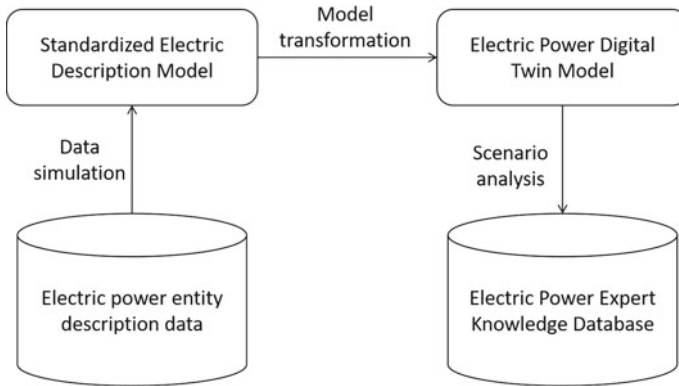 Model
transformation
Standardized Electric
Description Model
Electric Power Digital
Twin Model
Data
simulation
Scenario
analysis
Electric power entity
description data
Electric Power Expert
Knowledge Database